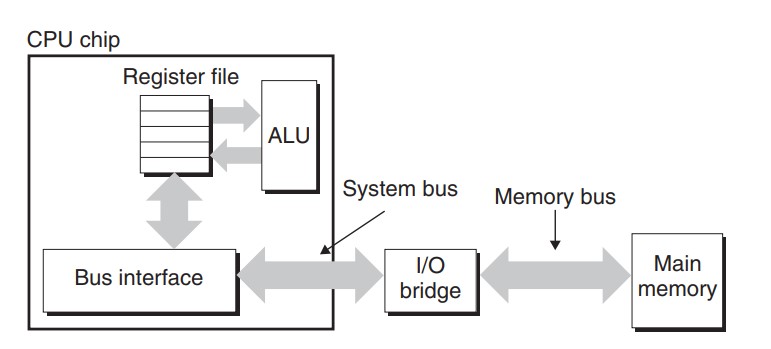 CPU chip
Register file
ALU
System bus
Memory bus
Bus interface
I/O
bridge
Main
memory